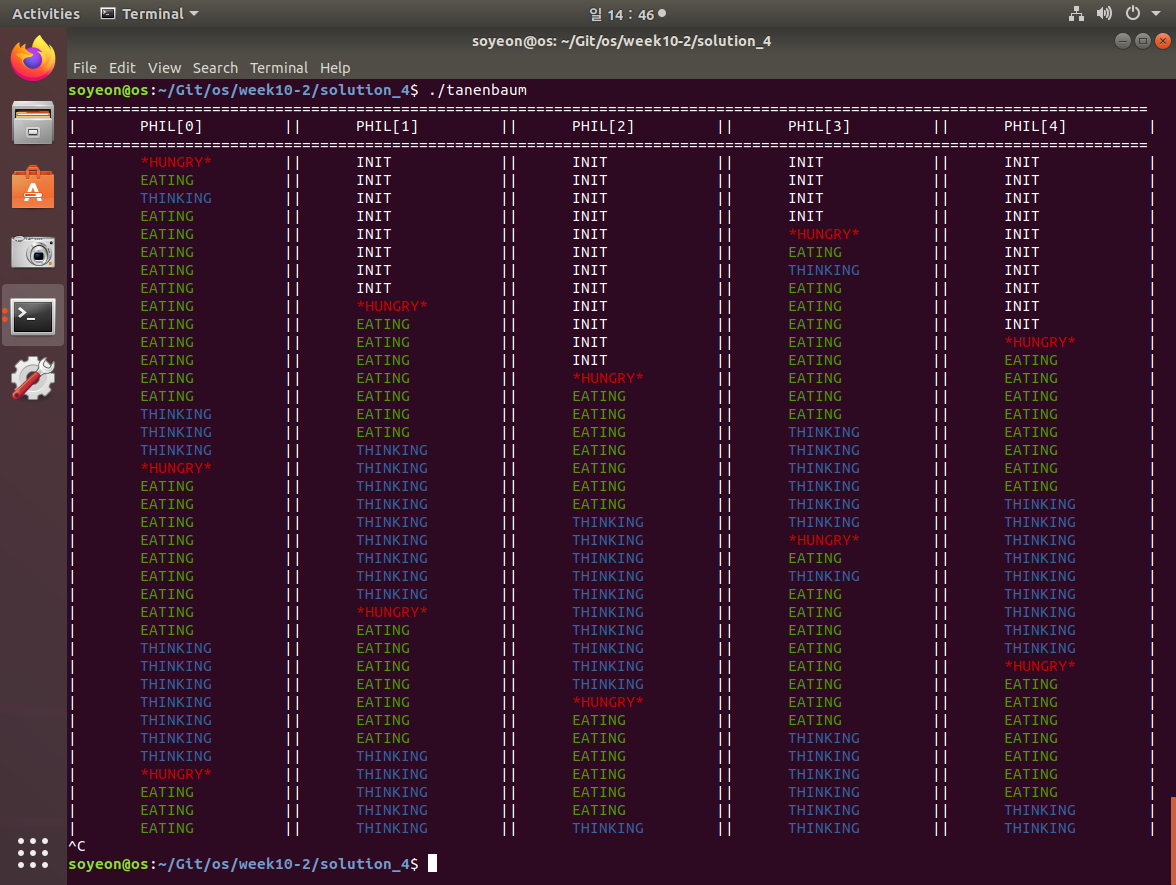 Activities Terminal 일 14 : 46
soyeon@os: ~/Git/os/week10-2/solution_4
File Edit View Search Terminal Help
soyeon@os:~/Git/os/week10-2/solution_4$ ./tanenbaum
========================================================================================================================
| PHIL[0] || PHIL[1] || PHIL[2] || PHIL[3] || PHIL[4] |
========================================================================================================================
| *HUNGRY* || INIT || INIT || INIT || INIT |
| EATING || INIT || INIT || INIT || INIT |
| THINKING || INIT || INIT || INIT || INIT |
| EATING || INIT || INIT || INIT || INIT |
| EATING || INIT || INIT || *HUNGRY* || INIT |
| EATING || INIT || INIT || EATING || INIT |
| EATING || INIT || INIT || THINKING || INIT |
| EATING || INIT || INIT || EATING || INIT |
| EATING || *HUNGRY* || INIT || EATING || INIT |
| EATING || EATING || INIT || EATING || INIT |
| EATING || EATING || INIT || EATING || *HUNGRY* |
| EATING || EATING || INIT || EATING || EATING |
| EATING || EATING || *HUNGRY* || EATING || EATING |
| EATING || EATING || EATING || EATING || EATING |
| THINKING || EATING || EATING || EATING || EATING |
| THINKING || EATING || EATING || THINKING || EATING |
| THINKING || THINKING || EATING || THINKING || EATING |
| *HUNGRY* || THINKING || EATING || THINKING || EATING |
| EATING || THINKING || EATING || THINKING || EATING |
| EATING || THINKING || EATING || THINKING || THINKING |
| EATING || THINKING || THINKING || THINKING || THINKING |
| EATING || THINKING || THINKING || *HUNGRY* || THINKING |
| EATING || THINKING || THINKING || EATING || THINKING |
| EATING || THINKING || THINKING || THINKING || THINKING |
| EATING || THINKING || THINKING || EATING || THINKING |
| EATING || *HUNGRY* || THINKING || EATING || THINKING |
| EATING || EATING || THINKING || EATING || THINKING |
| THINKING || EATING || THINKING || EATING || THINKING |
| THINKING || EATING || THINKING || EATING || *HUNGRY* |
| THINKING || EATING || THINKING || EATING || EATING |
| THINKING || EATING || *HUNGRY* || EATING || EATING |
| THINKING || EATING || EATING || EATING || EATING |
| THINKING || EATING || EATING || THINKING || EATING |
| THINKING || THINKING || EATING || THINKING || EATING |
| *HUNGRY* || THINKING || EATING || THINKING || EATING |
| EATING || THINKING || EATING || THINKING || EATING |
| EATING || THINKING || EATING || THINKING || THINKING |
| EATING || THINKING || THINKING || THINKING || THINKING |
^C
soyeon@os:~/Git/os/week10-2/solution_4$